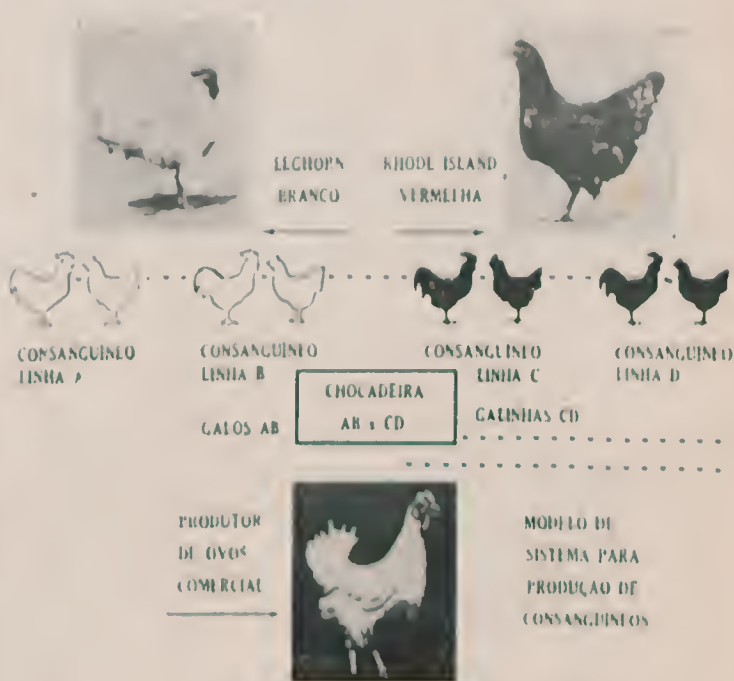 LEGHORN
BRANCO
RHODE ISLAND
VERMELHA
CONSANGUINEO
LINHA A
CONSANGUINEO
LINHA B
CONSANGUINEO
LINHA C
CONSANGUINEO
LINHA D
GALOS AB
CHOCADEIRA
AB x CD
GALINHAS CD
PRODUTOR
DE OVOS
COMERCIAL
MODELO DE
SISTEMA PARA
PRODUÇÃO DE
CONSANGUINEOS